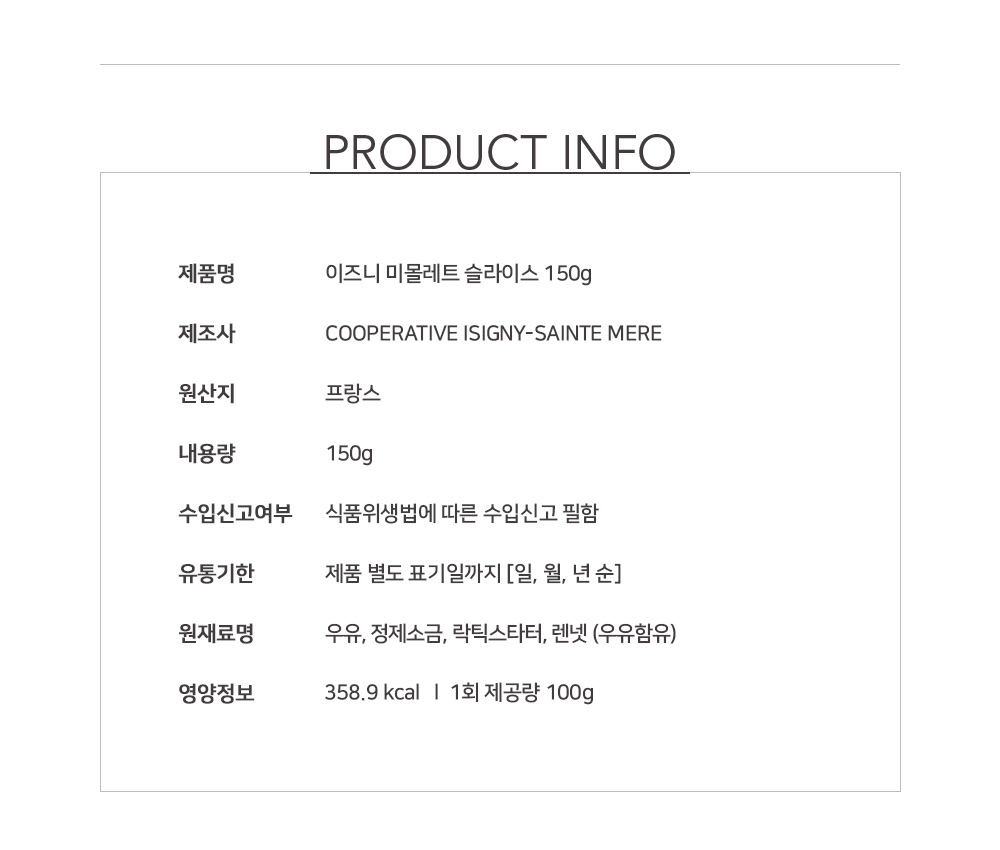 PRODUCT INFO
제품명 이즈니 미몰레트 슬라이스 150g
제조사 COOPERATIVE ISIGNY-SAINTE MERE
원산지 프랑스
내용량 150g
수입신고여부 식품위생법에 따른 수입신고 필함
유통기한 제품 별도 표기일까지 [일, 월, 년 순]
원재료명 우유, 정제소금, 락틱스타터, 렌넷 (우유함유)
영양정보 358.9 kcal ㅣ 1회 제공량 100g